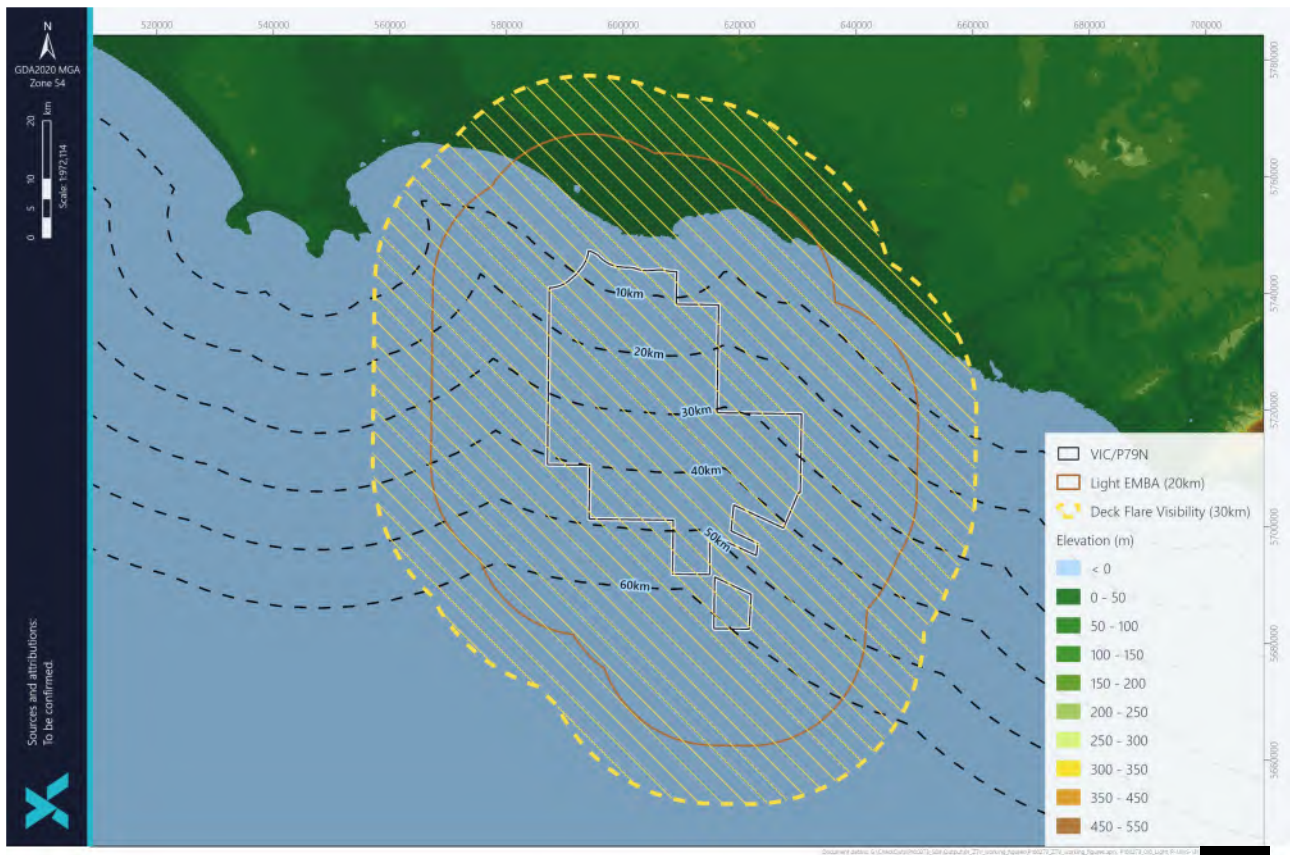 520000 540000 560000 580000 600000 620000 640000 660000 680000 700000
N
GDA2020 MGA
Zone 54
km
20
10
5
0
Scale: 1:972,114
5780000
5760000
5740000
5720000
5700000
5680000
5660000
10km
20km
30km
40km
50km
60km
VIC/P79N
Light EMBA (20km)
Deck Flare Visibility (30km)
Elevation (m)
< 0
0 - 50
50 - 100
100 - 150
150 - 200
200 - 250
250 - 300
300 - 350
350 - 450
450 - 550
Sources and attributions:
To be confirmed.